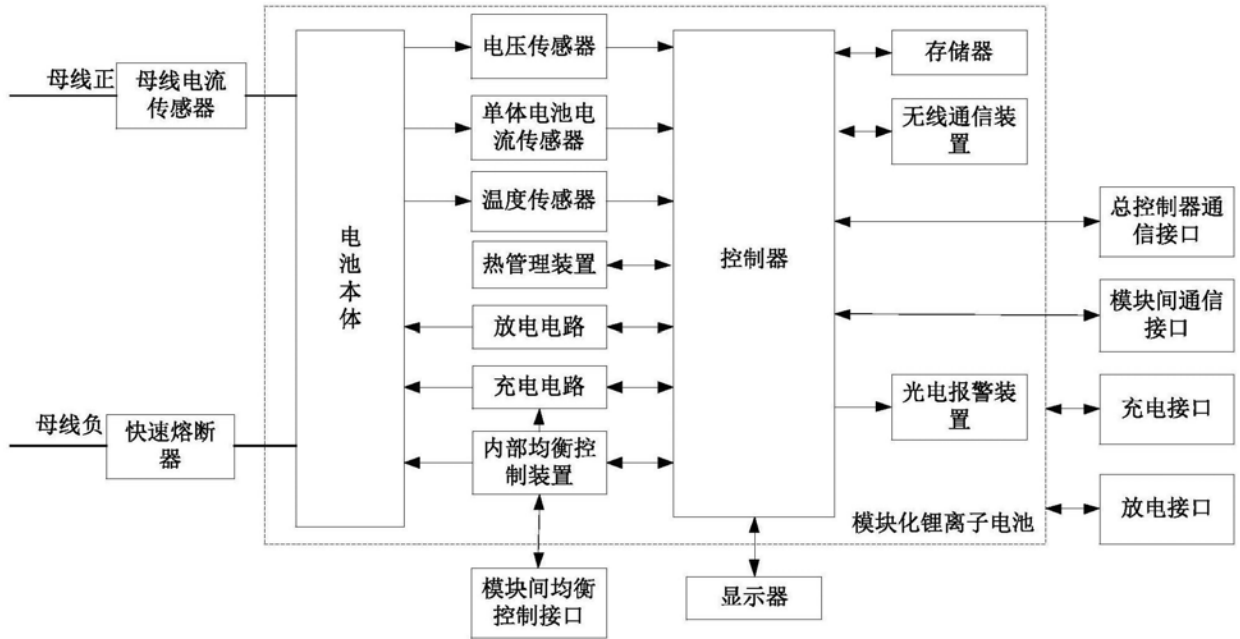 母线正
母线电流
传感器
母线负
快速熔断
器
电
池
本
体
电压传感器
单体电池电
流传感器
温度传感器
热管理装置
放电电路
充电电路
内部均衡控
制装置
模块间均衡
控制接口
控制器
显示器
存储器
无线通信装
置
光电报警装
置
模块化锂离子电池
总控制器通
信接口
模块间通信
接口
充电接口
放电接口